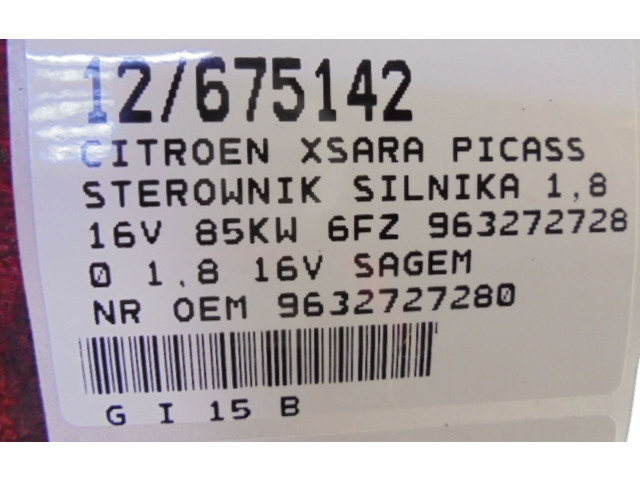 12/675142
CITROEN XSARA PICASS
STEROWNIK SILNIKA 1,8
16V 85KW 6FZ 963272728
0 1.8 16V SAGEM
NR OEM 9632727280
G I 15 B